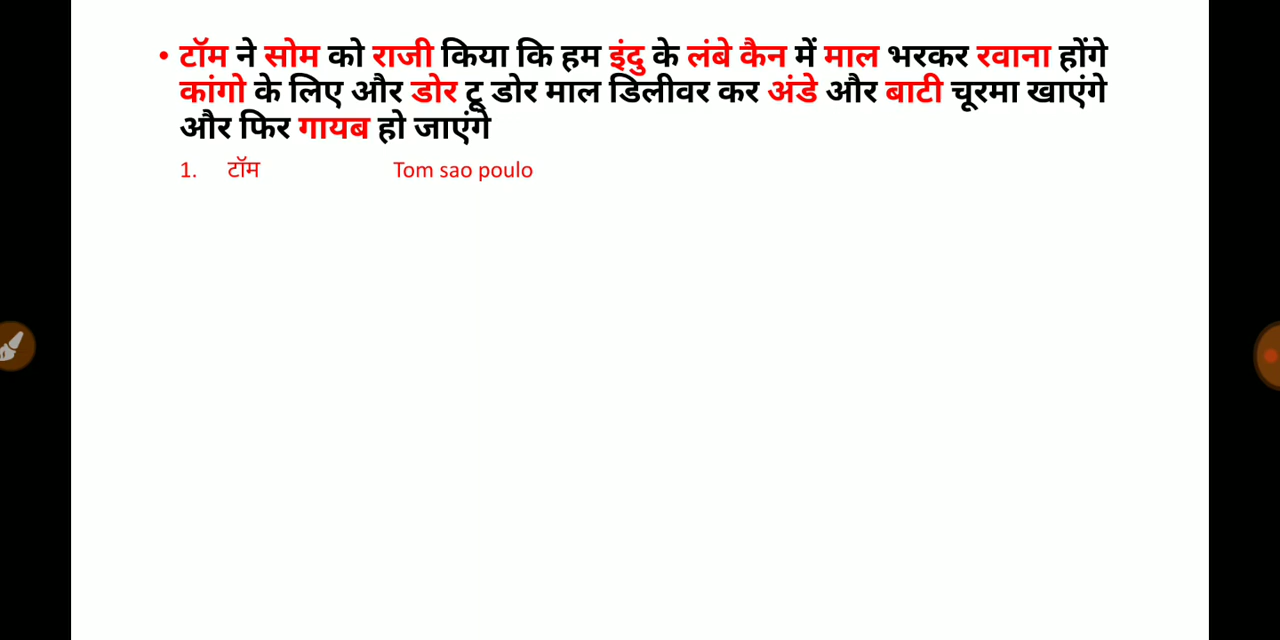 • टॉम ने सोम को राजी किया कि हम इंदु के लंबे कैन में माल भरकर रवाना होंगे
कांगो के लिए और डोर टू डोर माल डिलीवर कर अंडे और बाटी चूरमा खाएंगे
और फिर गायब हो जाएंगे
1. टॉम Tom sao poulo